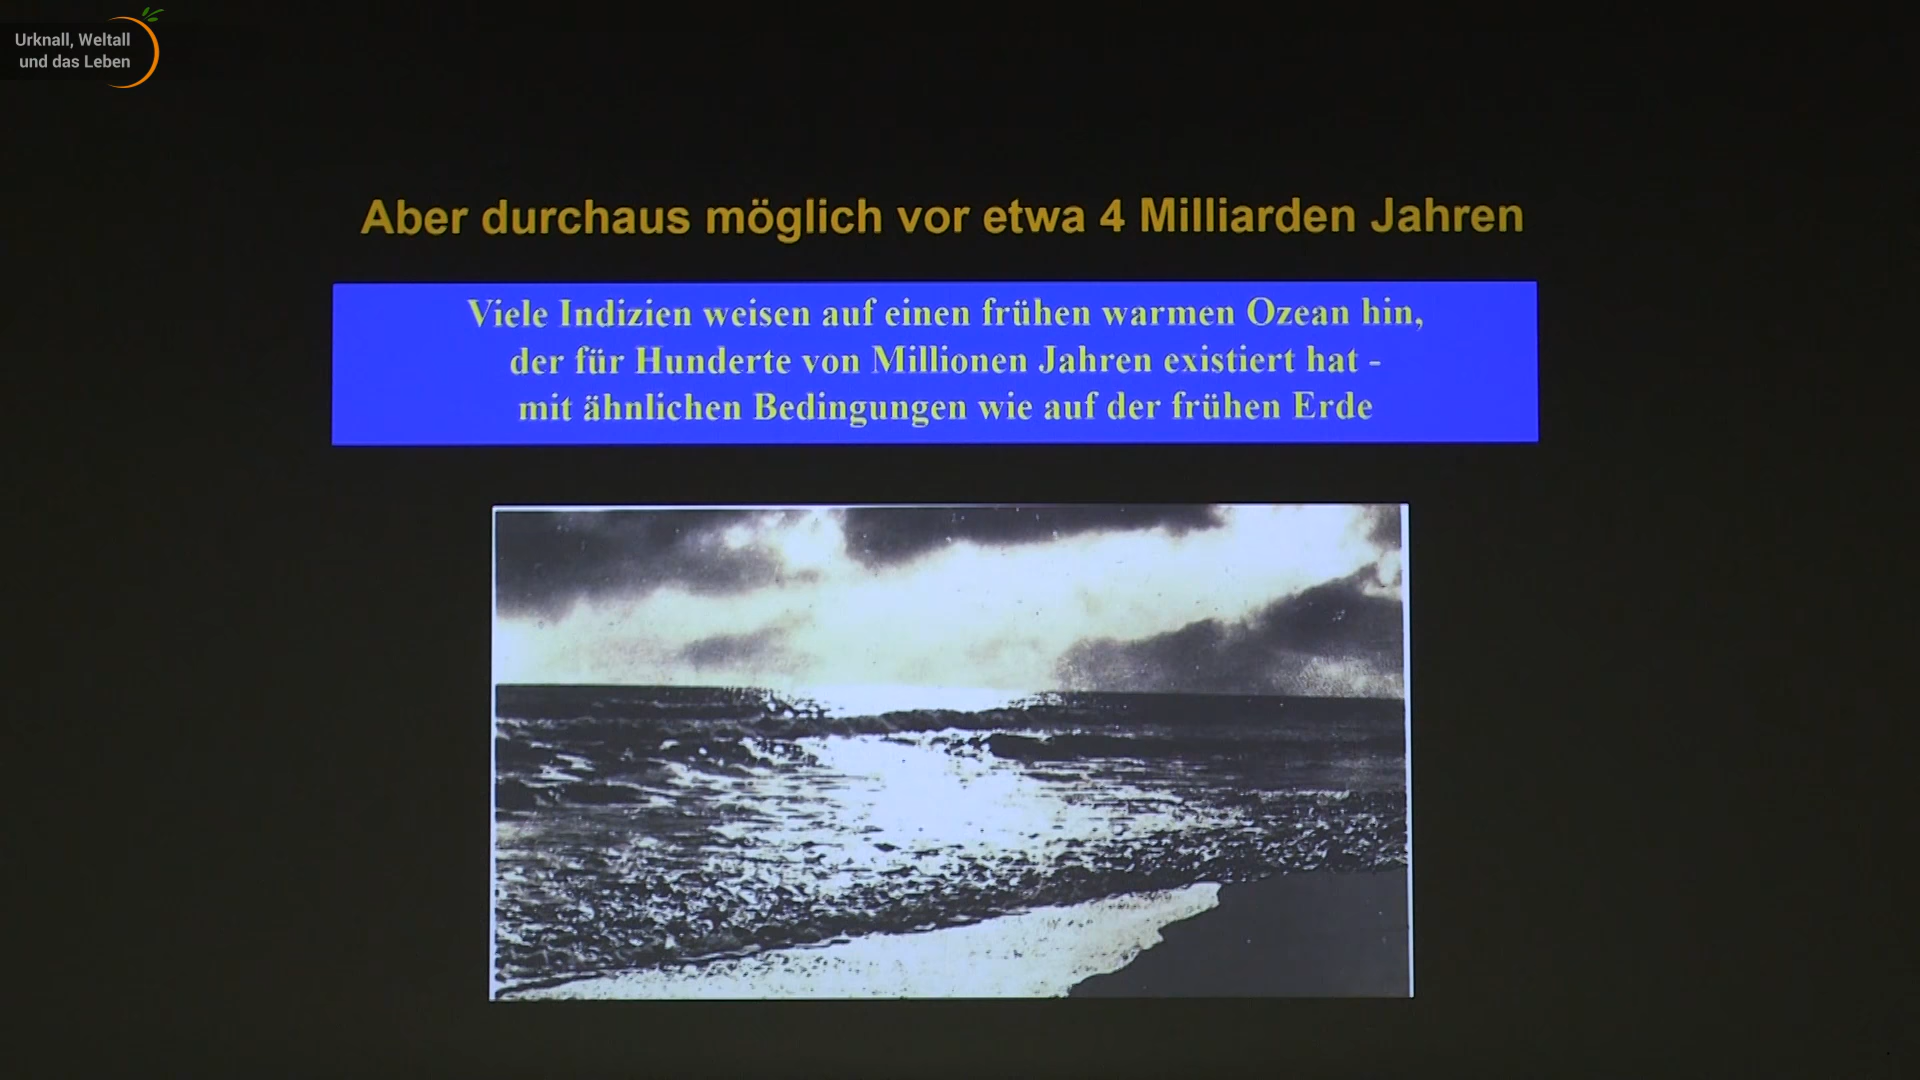 Urknall, Weltall
und das Leben
Aber durchaus möglich vor etwa 4 Milliarden Jahren
Viele Indizien weisen auf einen frühen warmen Ozean hin,
der für Hunderte von Millionen Jahren existiert hat -
mit ähnlichen Bedingungen wie auf der frühen Erde